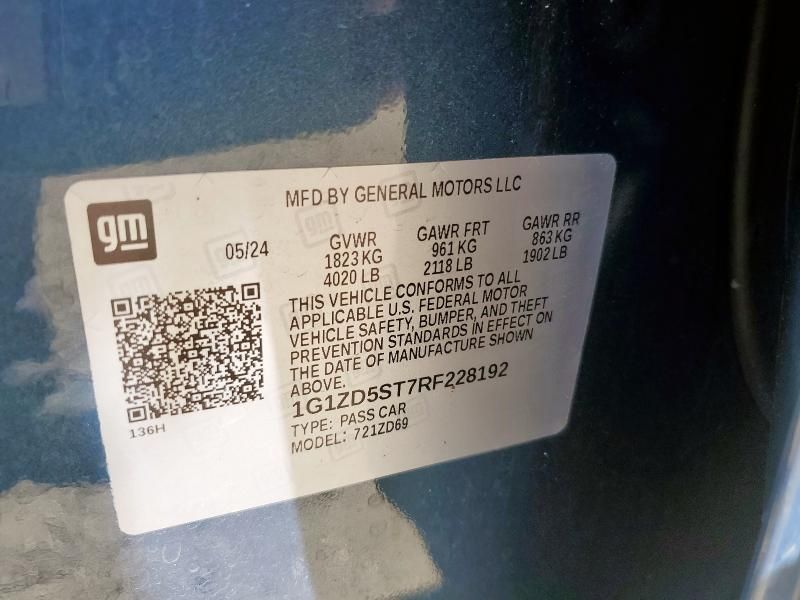 MFD BY GENERAL MOTORS LLC
gm
05/24
GVWR
1823 KG
4020 LB
GAWR FRT
961 KG
2118 LB
GAWR RR
863 KG
1902 LB
THIS VEHICLE CONFORMS TO ALL
APPLICABLE U.S. FEDERAL MOTOR
VEHICLE SAFETY, BUMPER, AND THEFT
PREVENTION STANDARDS IN EFFECT ON
THE DATE OF MANUFACTURE SHOWN
ABOVE.
1G1ZD5ST7RF228192
TYPE: PASS CAR
MODEL: 721ZD69
136H